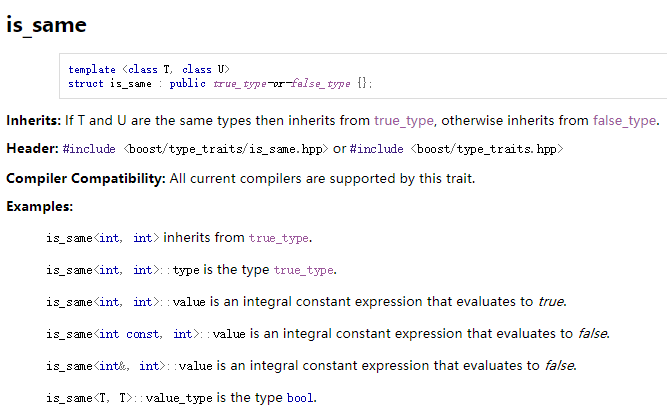 is_same
template <class T, class U>
struct is_same : public true_type-or-false_type {};
Inherits: If T and U are the same types then inherits from true_type, otherwise inherits from false_type.
Header: #include <boost/type_traits/is_same.hpp> or #include <boost/type_traits.hpp>
Compiler Compatibility: All current compilers are supported by this trait.
Examples:
is_same<int, int> inherits from true_type.
is_same<int, int>::type is the type true_type.
is_same<int, int>::value is an integral constant expression that evaluates to true.
is_same<int const, int>::value is an integral constant expression that evaluates to false.
is_same<int&, int>::value is an integral constant expression that evaluates to false.
is_same<T, T>::value_type is the type bool.